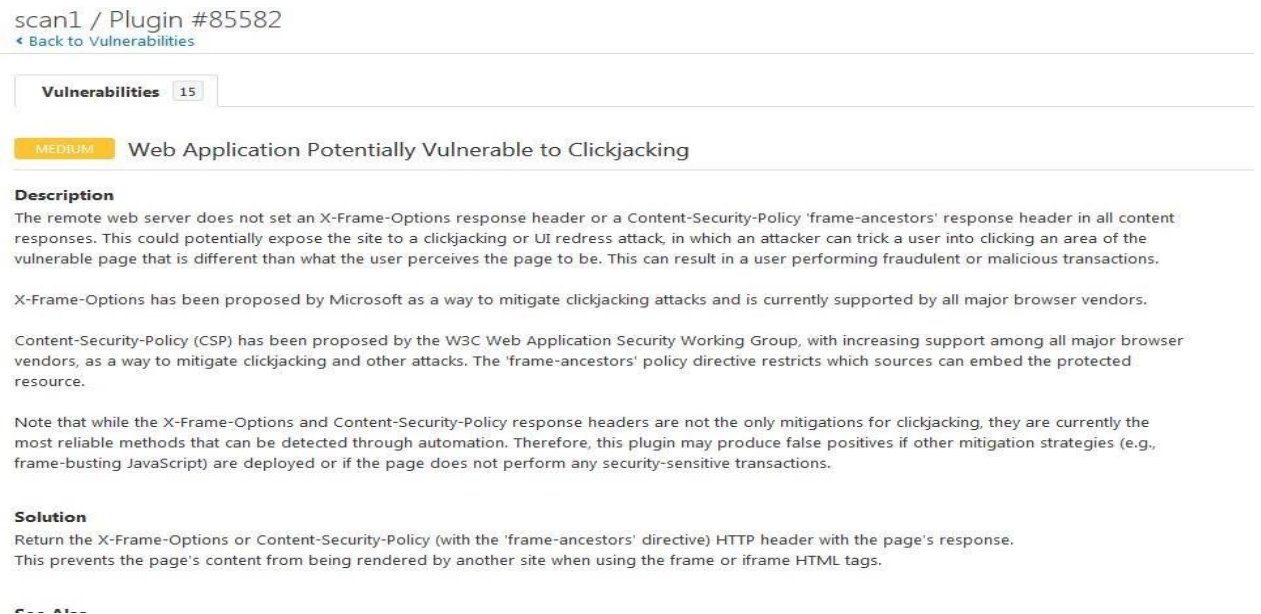 scan1 / Plugin #85582
‹ Back to Vulnerabilities
Vulnerabilities 15
MEDIUM Web Application Potentially Vulnerable to Clickjacking
Description
The remote web server does not set an X-Frame-Options response header or a Content-Security-Policy 'frame-ancestors' response header in all content
responses. This could potentially expose the site to a clickjacking or UI redress attack, in which an attacker can trick a user into clicking an area of the
vulnerable page that is different than what the user perceives the page to be. This can result in a user performing fraudulent or malicious transactions.
X-Frame-Options has been proposed by Microsoft as a way to mitigate clickjacking attacks and is currently supported by all major browser vendors.
Content-Security-Policy (CSP) has been proposed by the W3C Web Application Security Working Group, with increasing support among all major browser
vendors, as a way to mitigate clickjacking and other attacks. The 'frame-ancestors' policy directive restricts which sources can embed the protected
resource.
Note that while the X-Frame-Options and Content-Security-Policy response headers are not the only mitigations for clickjacking, they are currently the
most reliable methods that can be detected through automation. Therefore, this plugin may produce false positives if other mitigation strategies (e.g.,
frame-busting JavaScript) are deployed or if the page does not perform any security-sensitive transactions.
Solution
Return the X-Frame-Options or Content-Security-Policy (with the 'frame-ancestors' directive) HTTP header with the page's response.
This prevents the page's content from being rendered by another site when using the frame or iframe HTML tags.
See Also